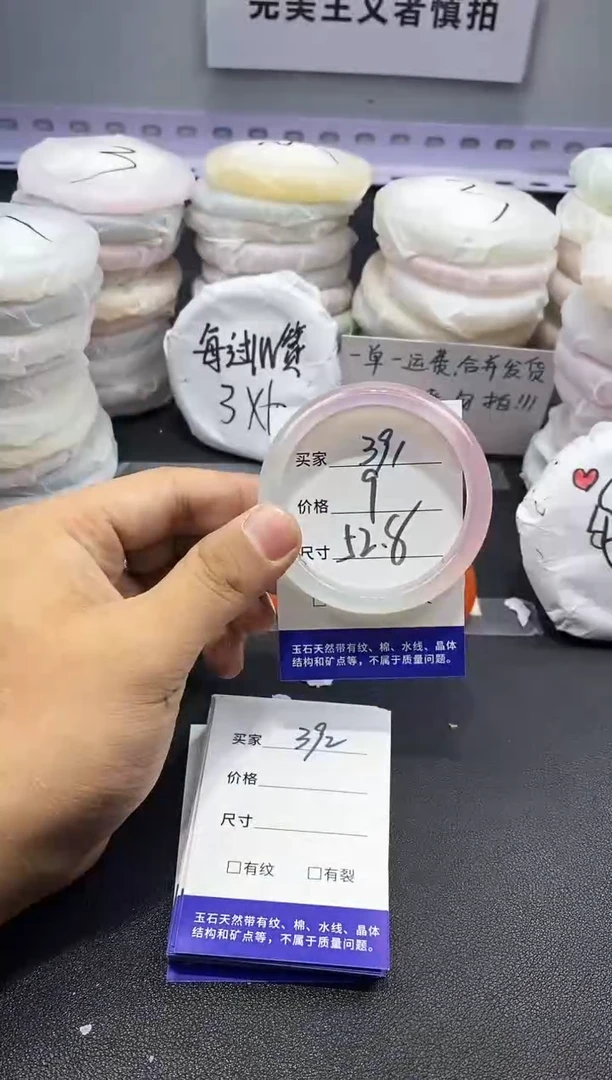 完美主义者慎拍
3
每过1W赞
一单一运费,合并发货
勿拍!!!
买家 391
价格 9
尺寸 52.8
玉石天然带有纹、棉、水线、晶体
结构和矿点等，不属于质量问题。
买家 392
价格
尺寸
□有纹 □有裂
玉石天然带有纹、棉、水线、晶体
结构和矿点等，不属于质量问题。